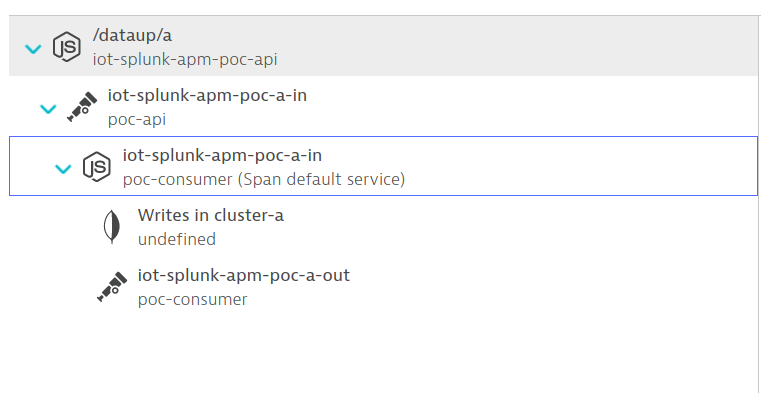 /dataup/a
iot-splunk-apm-poc-api
iot-splunk-apm-poc-a-in
poc-api
iot-splunk-apm-poc-a-in
poc-consumer (Span default service)
Writes in cluster-a
undefined
iot-splunk-apm-poc-a-out
poc-consumer